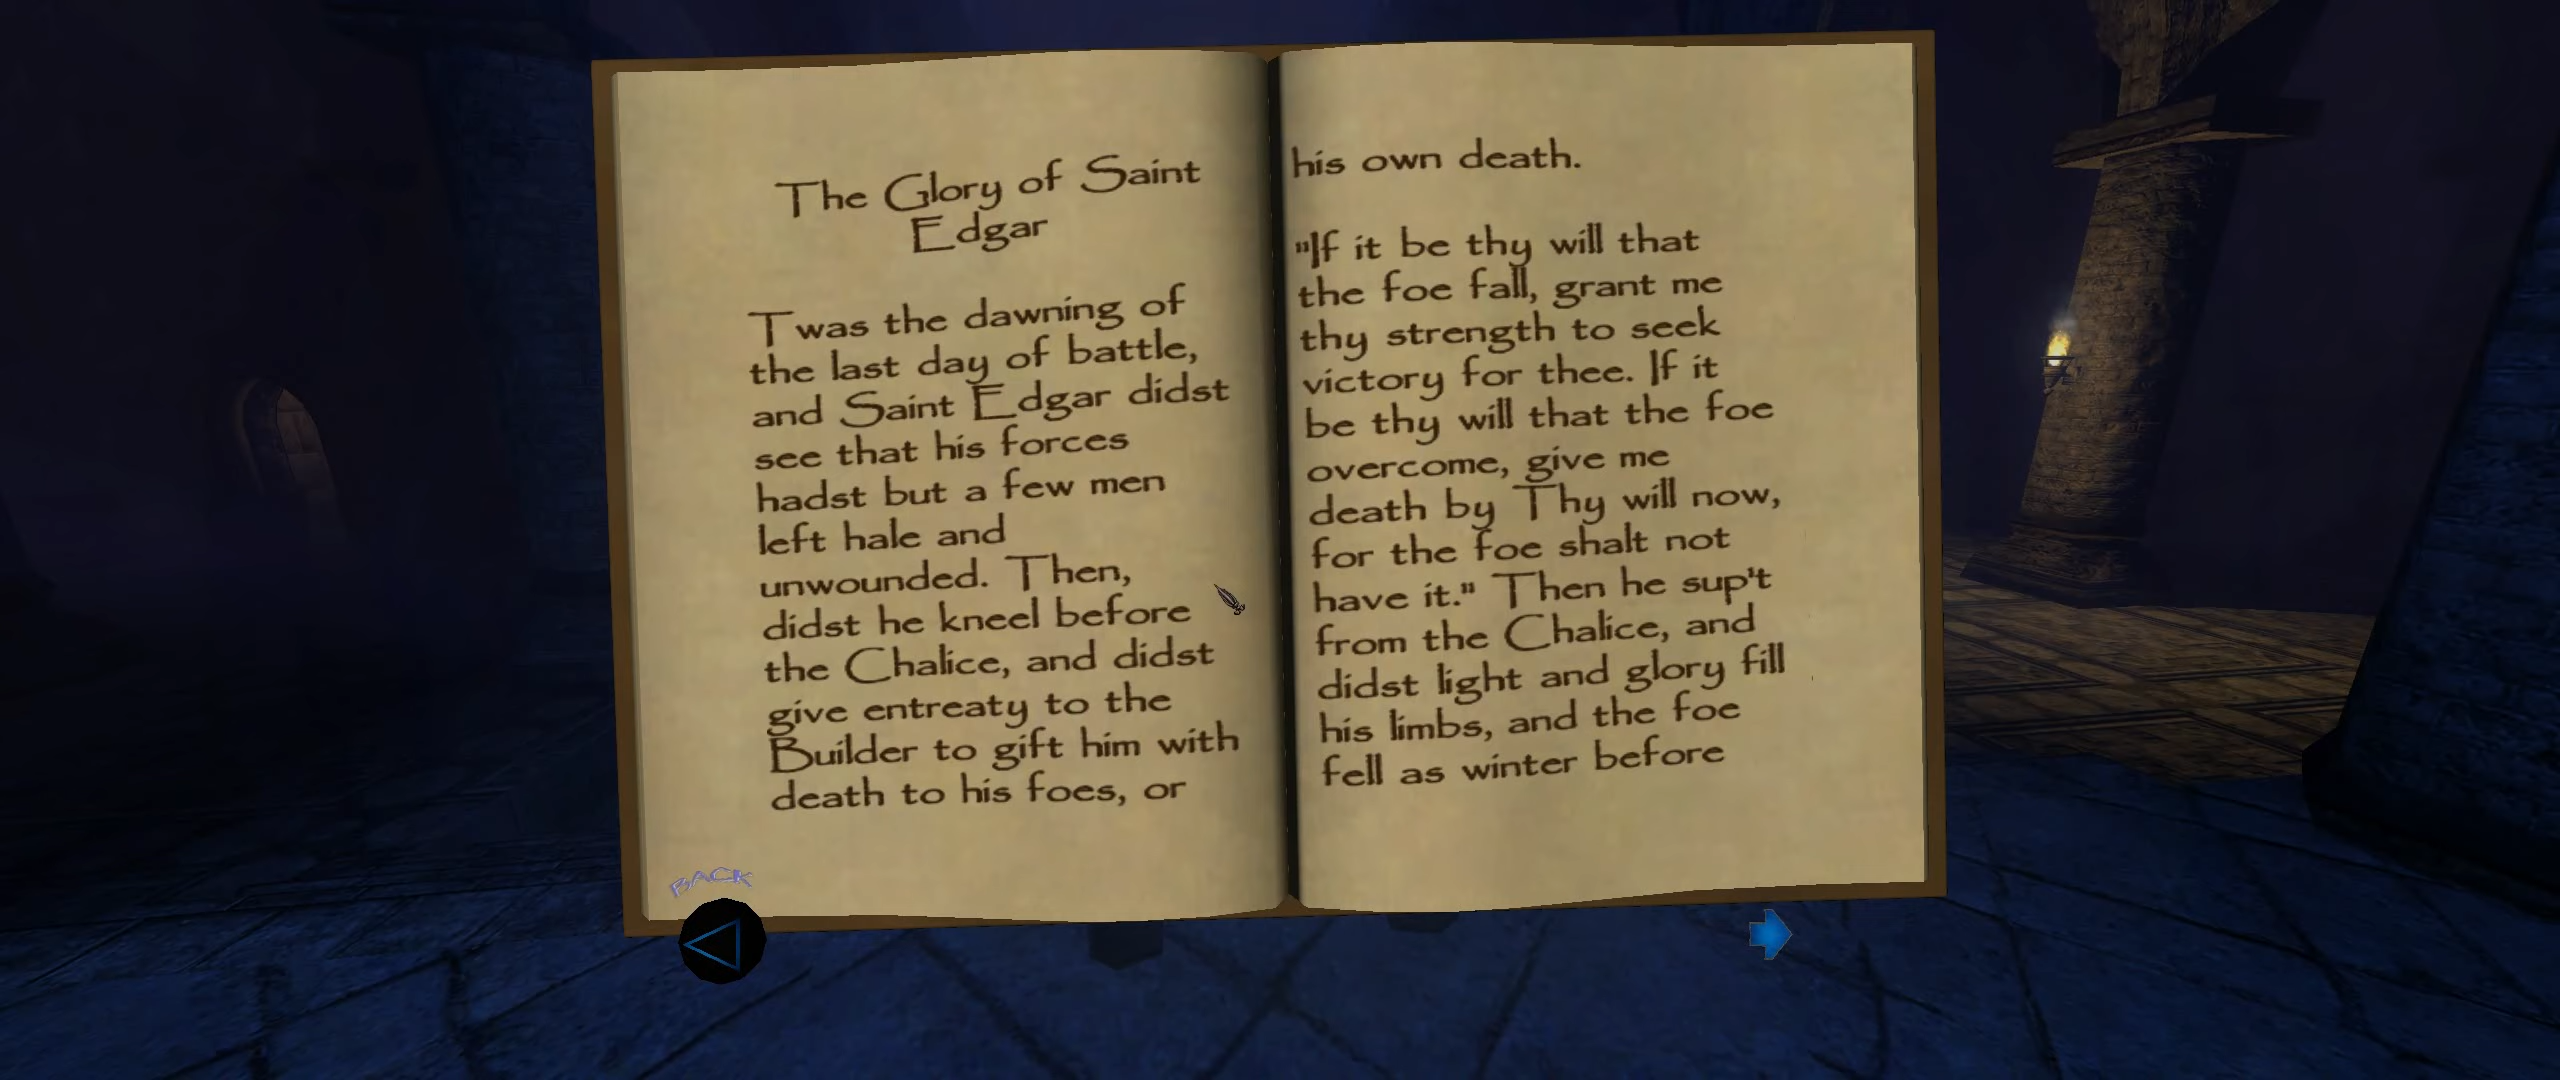 The Glory of Saint
Edgar
Twas the dawning of
the last day of battle,
and Saint Edgar didst
see that his forces
hadst but a few men
left hale and
unwounded. Then,
didst he kneel before
the Chalice, and didst
give entreaty to the
Builder to gift him with
death to his foes, or
BACK
his own death.
"If it be thy will that
the foe fall, grant me
thy strength to seek
victory for thee. If it
be thy will that the foe
overcome, give me
death by Thy will now,
for the foe shalt not
have it." Then he sup't
from the Chalice, and
didst light and glory fill
his limbs, and the foe
fell as winter before